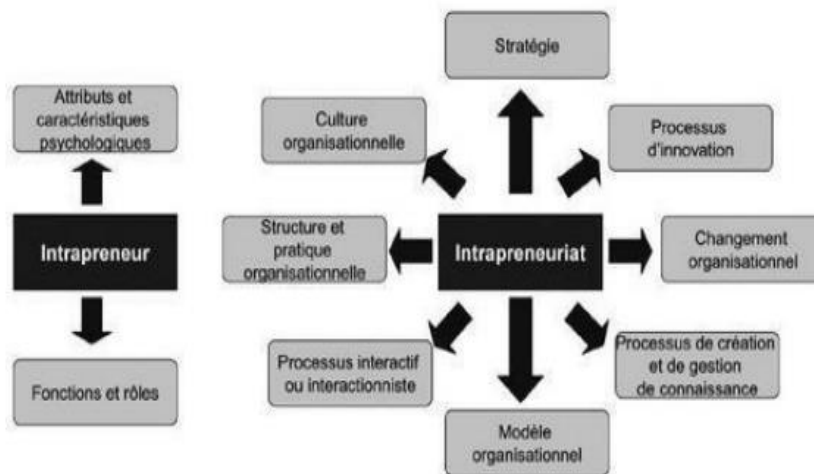 Attributs et
caractéristiques
psychologiques
Intrapreneur
Fonctions et rôles
Stratégie
Culture
organisationnelle
Processus
d'innovation
Structure et
pratique
organisationnelle
Intrapreneuriat
Changement
organisationnel
Processus interactif
ou interactionniste
Processus de création
et de gestion
de connaissance
Modèle
organisationnel